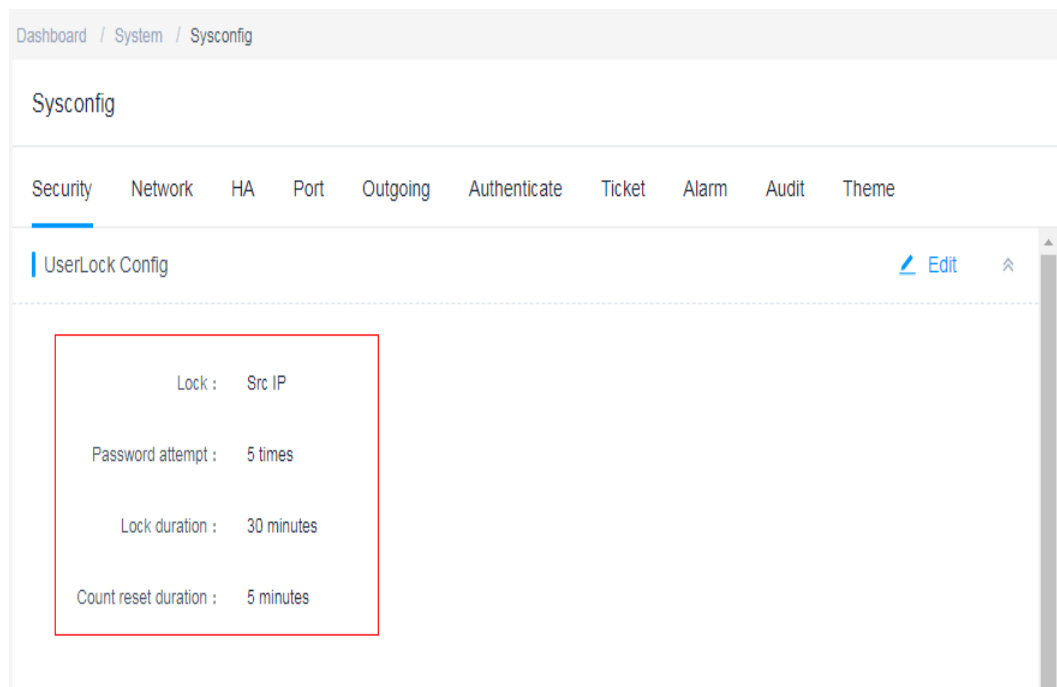 Dashboard / System / Sysconfig
Sysconfig
Security Network HA Port Outgoing Authenticate Ticket Alarm Audit Theme
UserLock Config Edit
Lock : Src IP
Password attempt : 5 times
Lock duration : 30 minutes
Count reset duration : 5 minutes